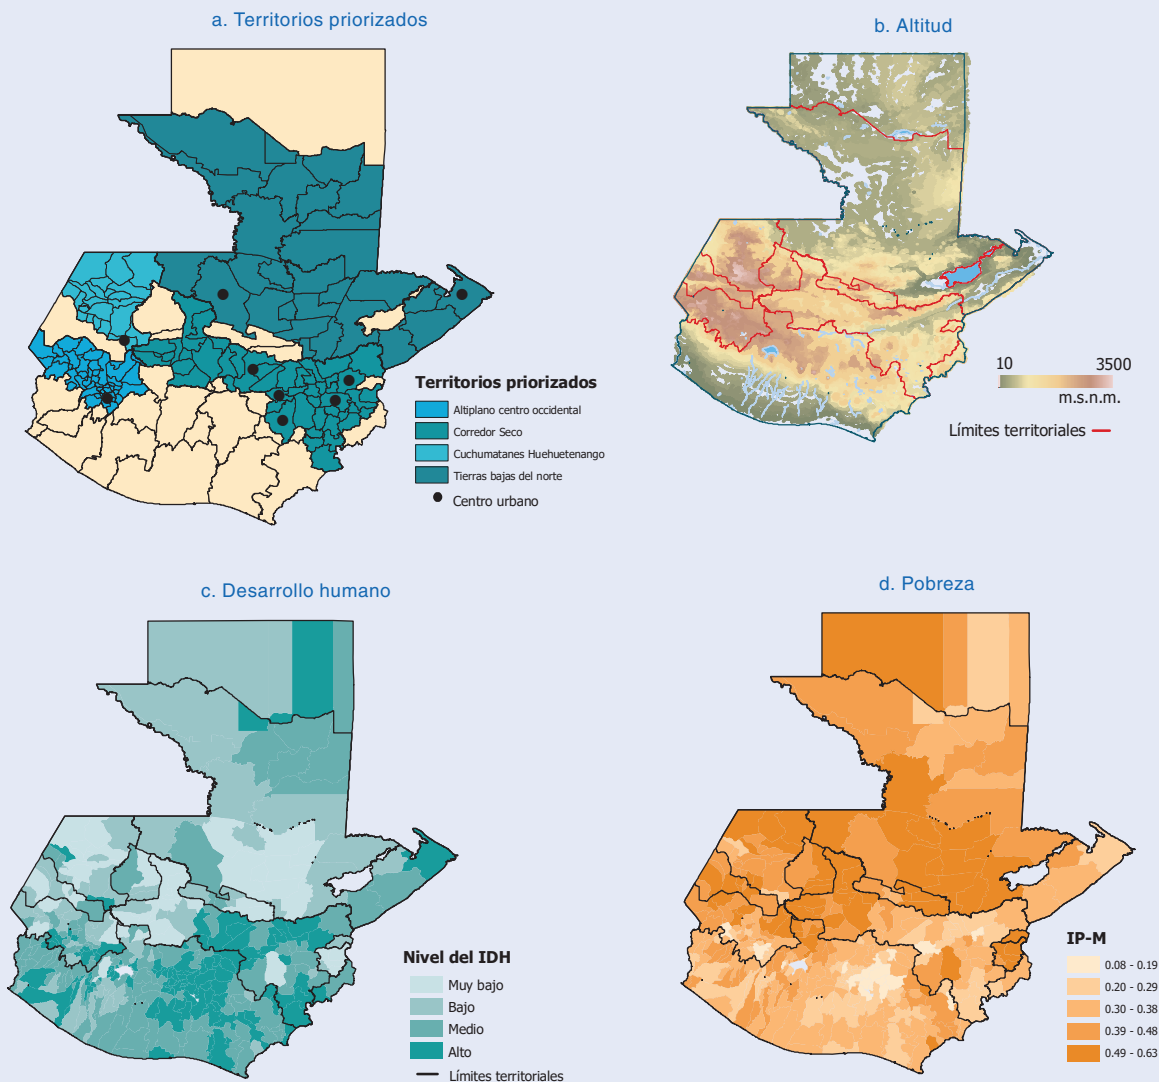 a. Territorios priorizados
b. Altitud
10 3500
m.s.n.m.
Límites territoriales
Territorios priorizados
Altiplano centro occidental
Corredor Seco
Cuchumatanes Huehuetenango
Tierras bajas del norte
Centro urbano
c. Desarrollo humano
d. Pobreza
Nivel del IDH
Muy bajo
Bajo
Medio
Alto
Límites territoriales
IP-M
0.08 - 0.19
0.20 - 0.29
0.30 - 0.38
0.39 - 0.48
0.49 - 0.63